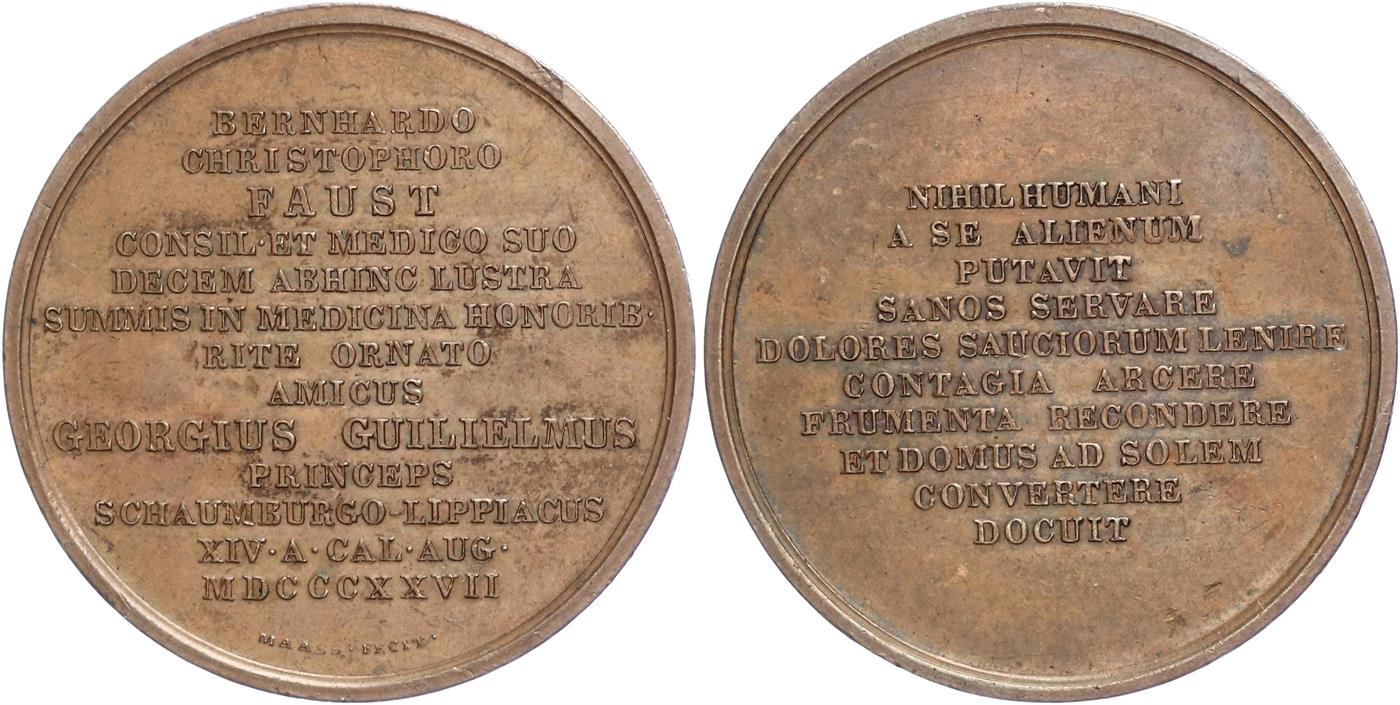 BERNHARDO
CHRISTOPHORO
FAUST
CONSIL·ET MEDICO SUO
DECEM ABHINC LUSTRA
SUMMIS IN MEDICINA HONORIB·
RITE ORNATO
AMICUS
GEORGIUS GUILIELMUS
PRINCEPS
SCHAUMBURGO-LIPPIACUS
XIV·A·CAL·AUG·
MDCCCXXVII
MAASS·FECIT·
NIHIL HUMANI
A SE ALIENUM
PUTAVIT
SANOS SERVARE
DOLORES SAUCIORUM LENIRE
CONTAGIA ARCERE
FRUMENTA RECONDERE
ET DOMUS AD SOLEM
CONVERTERE
DOCUIT